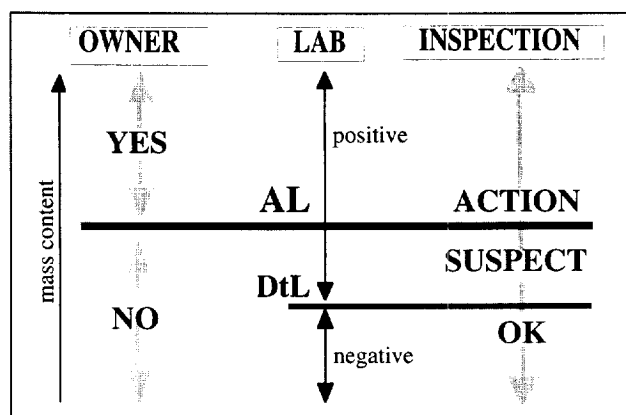 OWNER LAB INSPECTION
YES
positive
AL ACTION
SUSPECT
DtL
NO OK
negative
mass content